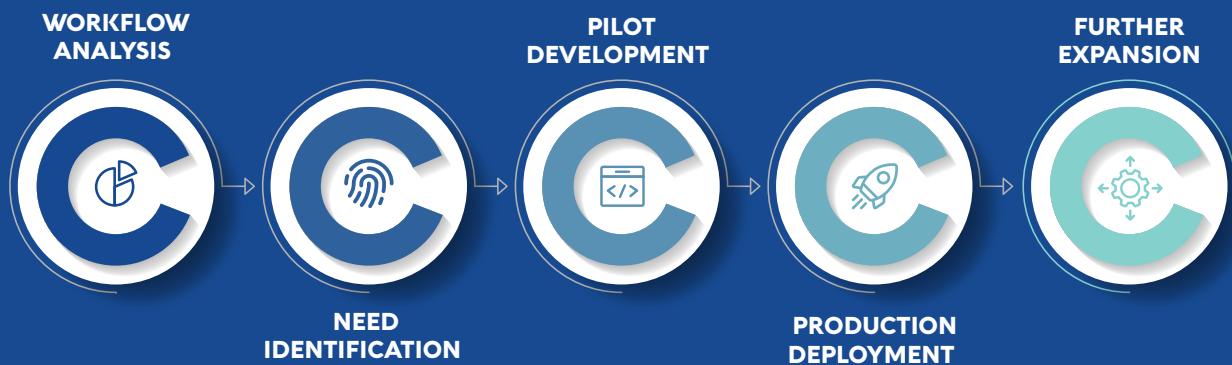 WORKFLOW
ANALYSIS
NEED
IDENTIFICATION
PILOT
DEVELOPMENT
</>
PRODUCTION
DEPLOYMENT
FURTHER
EXPANSION